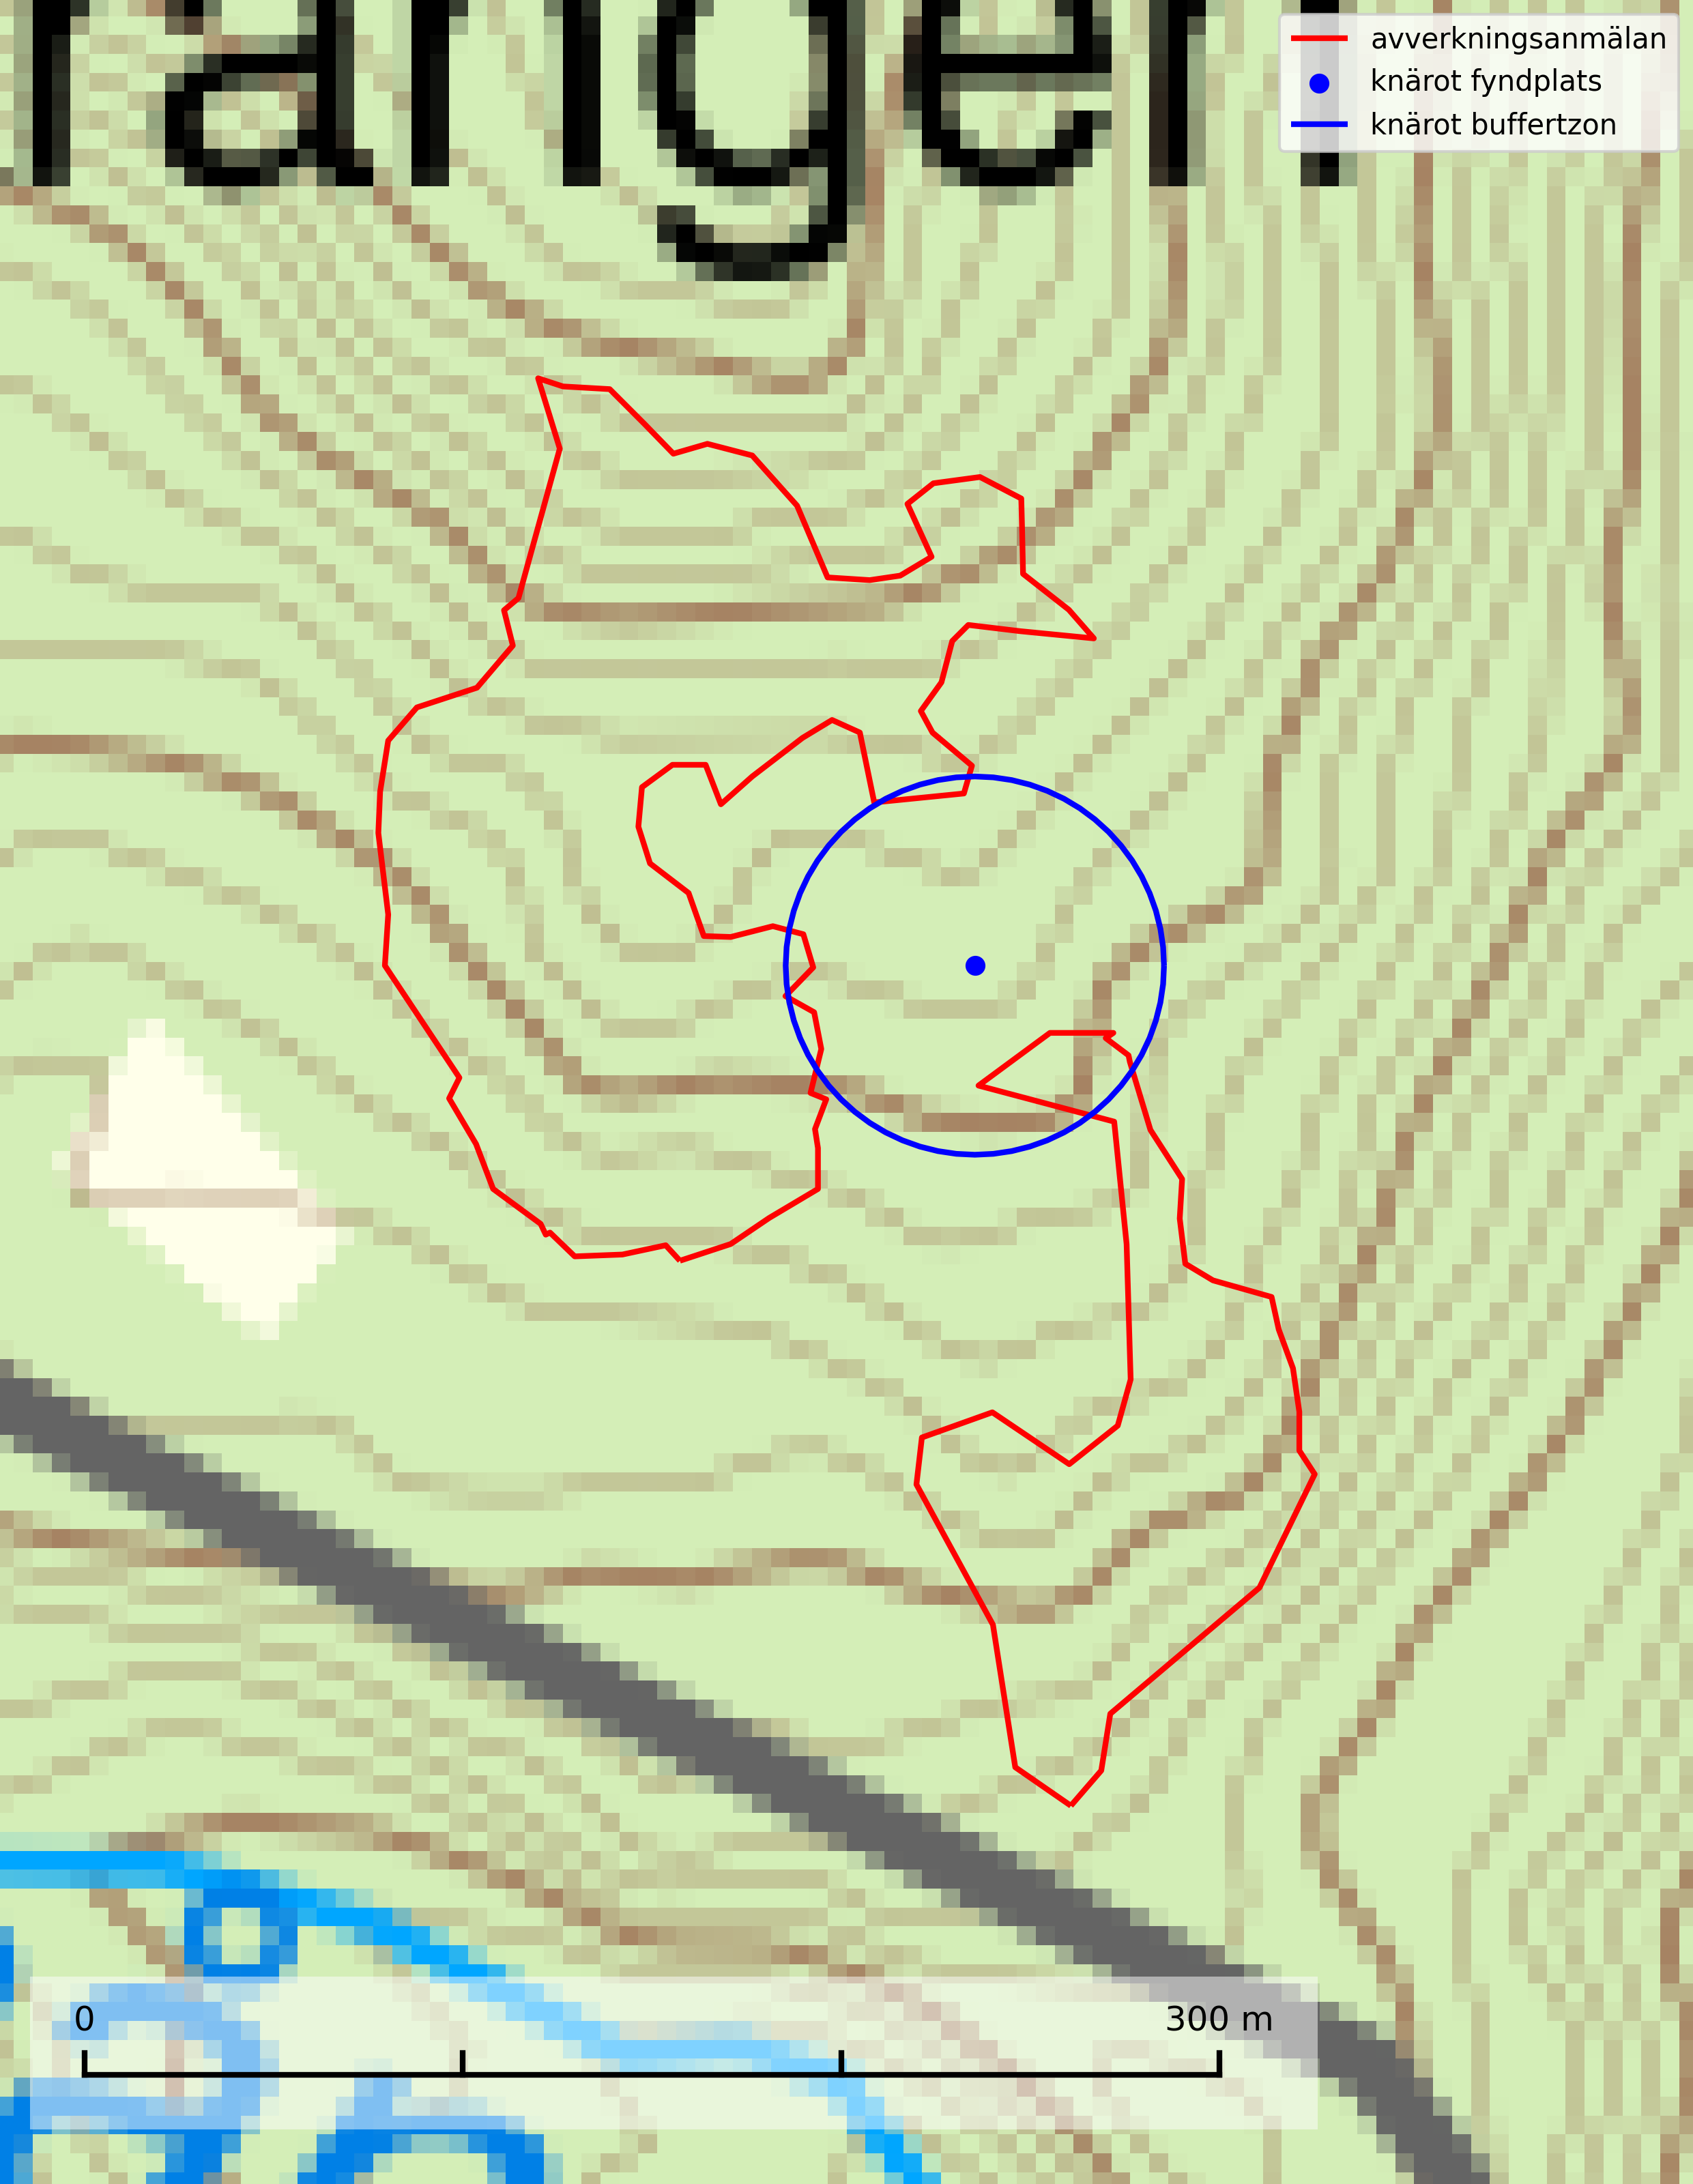 avverkningsanmälan
knärot fyndplats
knärot buffertzon
0 300 m